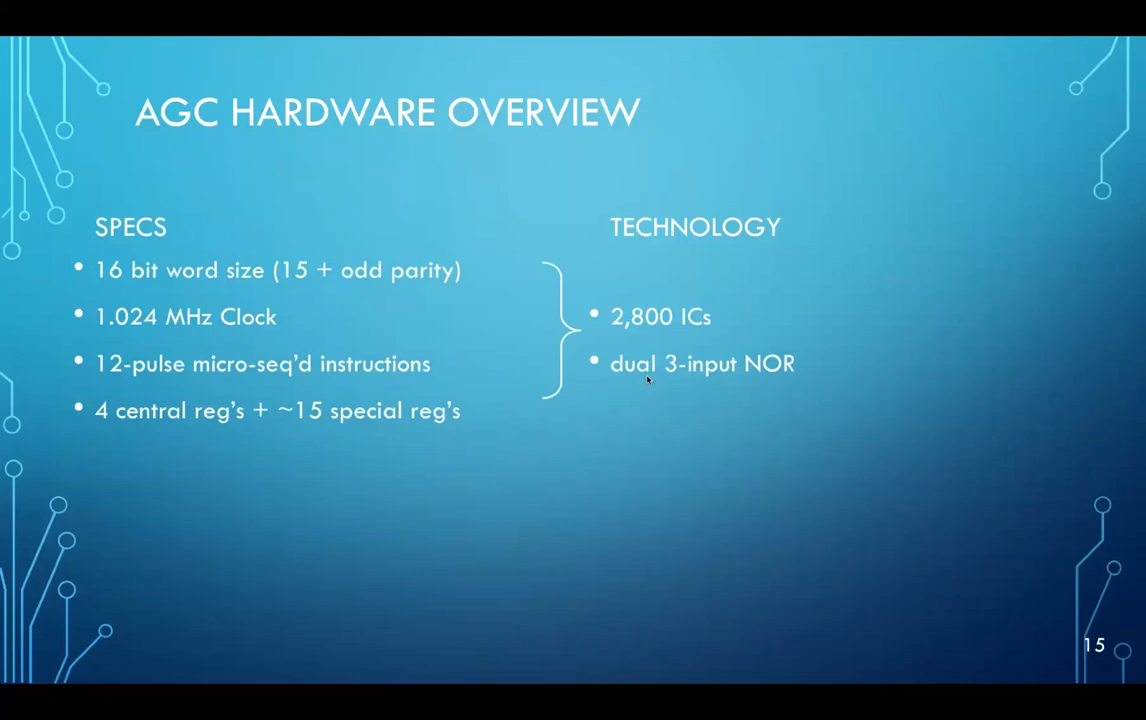 AGC HARDWARE OVERVIEW
SPECS
• 16 bit word size (15 + odd parity)
• 1.024 MHz Clock
• 12-pulse micro-seq'd instructions
• 4 central reg's + ~15 special reg's
TECHNOLOGY
• 2,800 ICs
• dual 3-input NOR
15